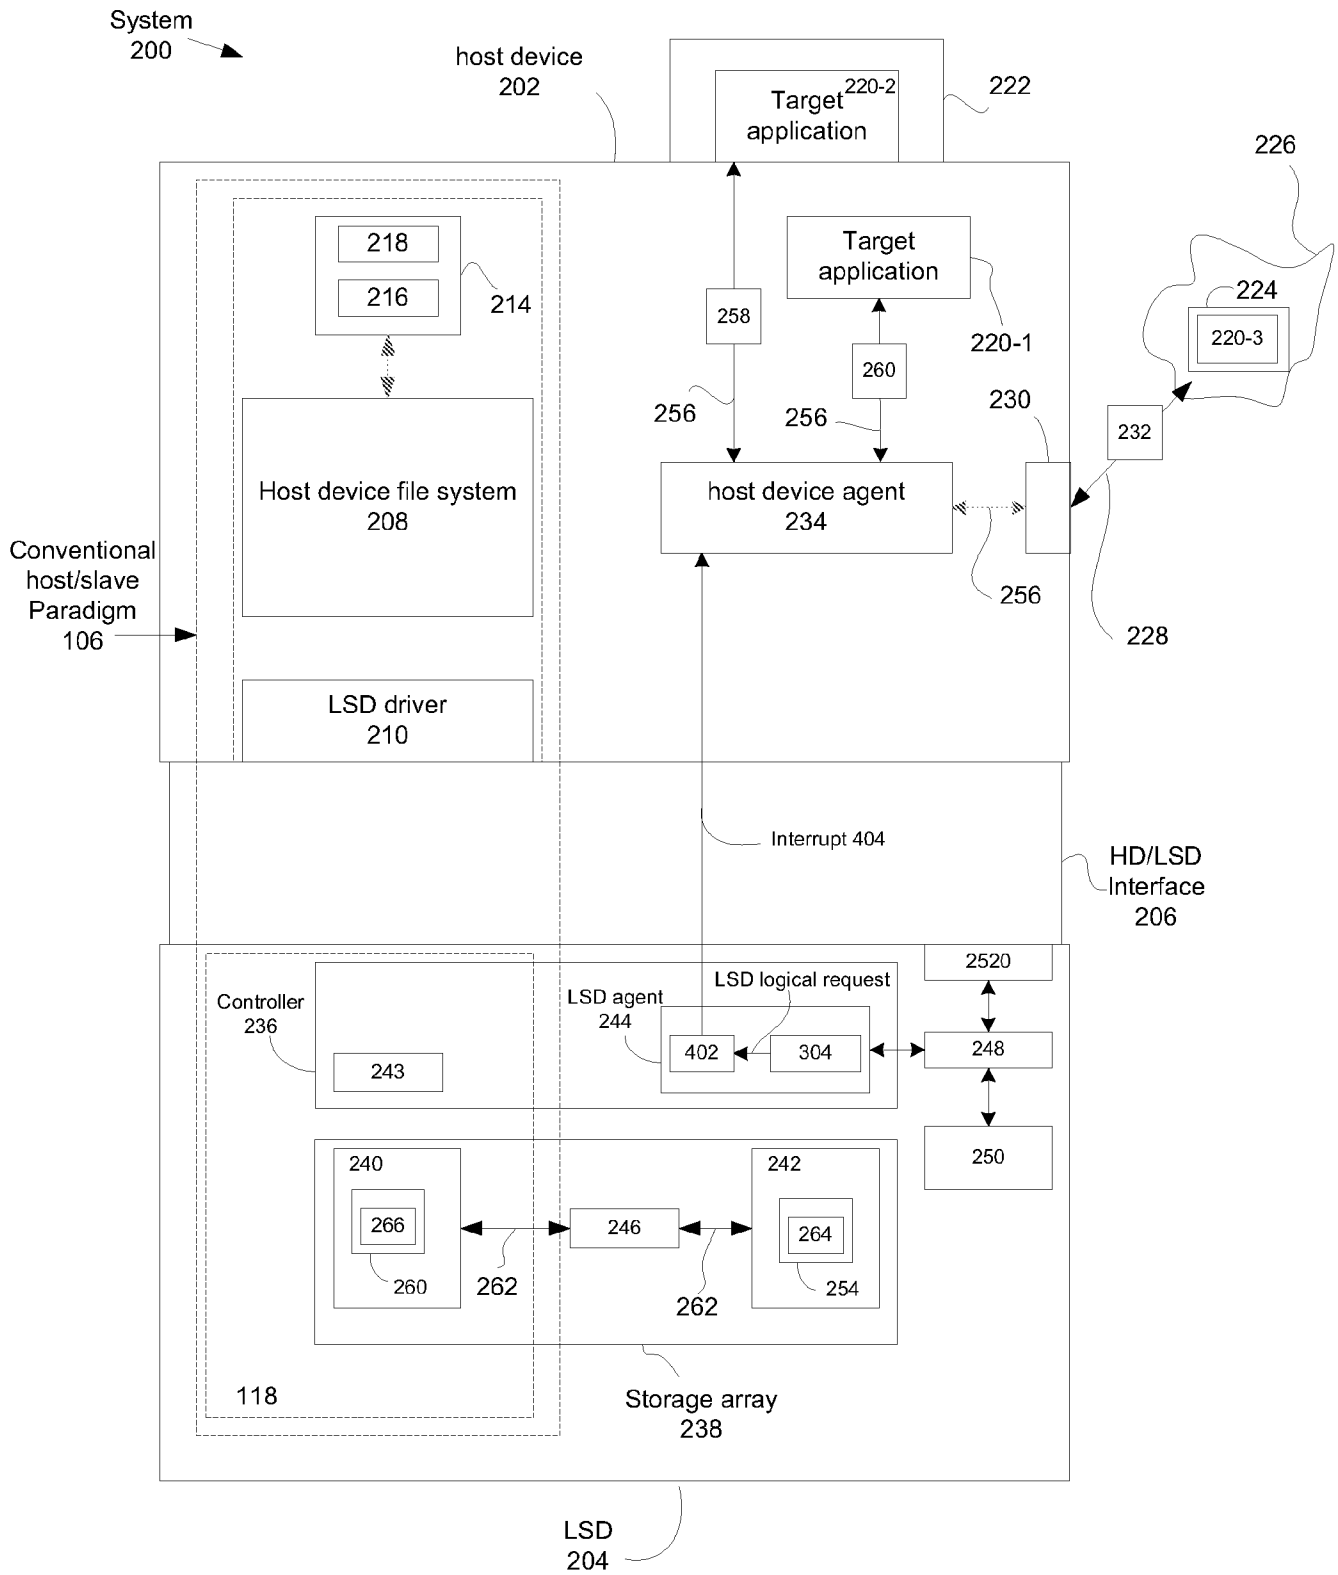 System
200
host device
202
Target
220-2
application
222
226
218
216
214
Target
application
220-1
258
260
224
220-3
256
256
230
232
Host device file system
208
host device agent
234
256
228
Conventional
host/slave
Paradigm
106
LSD driver
210
Interrupt 404
HD/LSD
Interface
206
2520
Controller
236
LSD agent
244
LSD logical request
402
304
248
243
250
240
242
266
246
264
260
262
262
254
118
Storage array
238
LSD
204